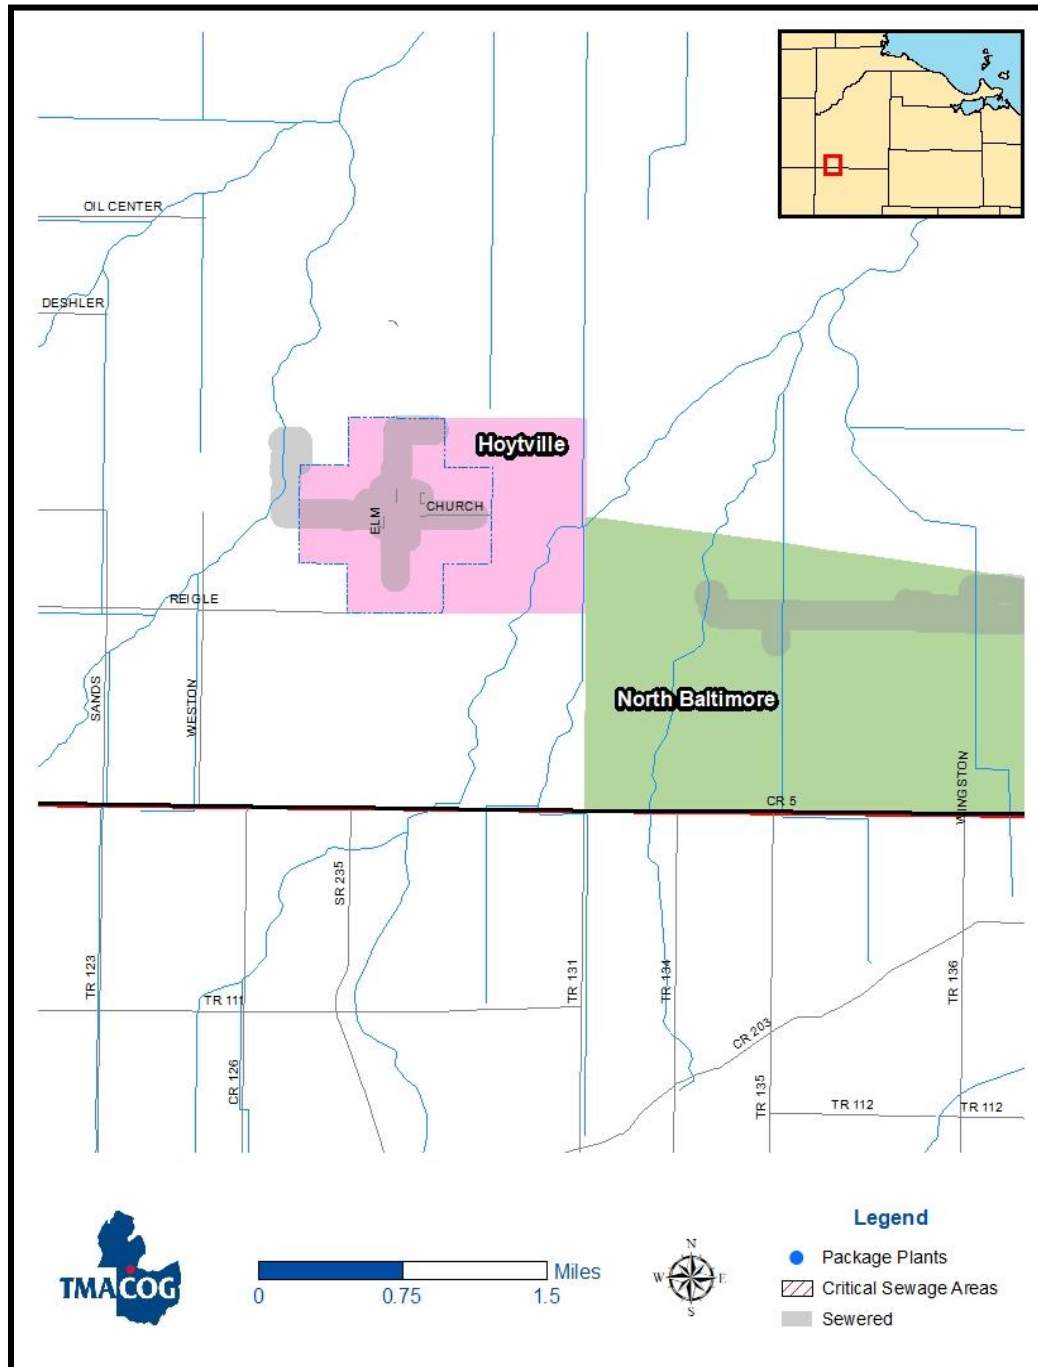 OIL CENTER
DESHLER
Hoytville
CHURCH
ELM
REIGLE
SANDS
WESTON
North Baltimore
WINGSTON
CR 5
SR 235
TR 123
TR 111
TR 131
TR 134
TR 136
CR 203
CR 126
TR 135
TR 112
TR 112
TMACOG
Miles
0
0.75
1.5
N
W
E
S
Legend
Package Plants
Critical Sewage Areas
Sewered